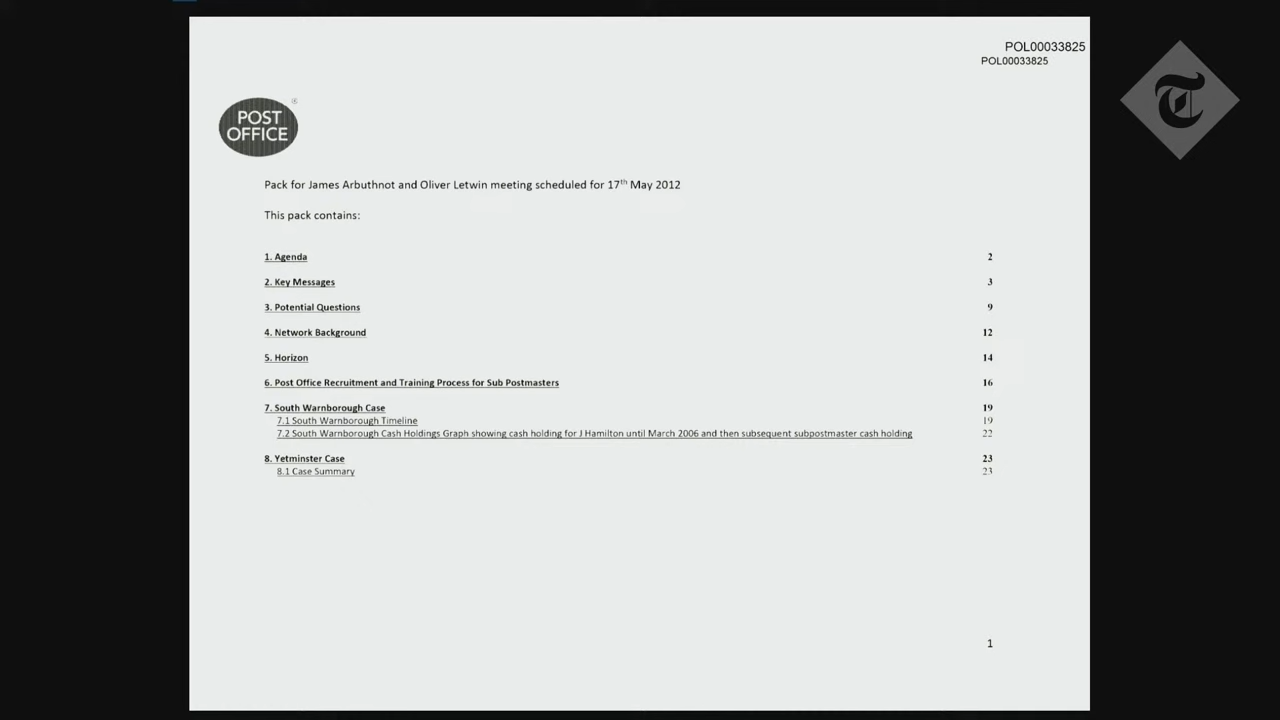 POL00033825
POL00033825
POST
OFFICE
®
Pack for James Arbuthnot and Oliver Letwin meeting scheduled for 17th May 2012
This pack contains:
1. Agenda 2
2. Key Messages 3
3. Potential Questions 9
4. Network Background 12
5. Horizon 14
6. Post Office Recruitment and Training Process for Sub Postmasters 16
7. South Warnborough Case 19
7.1 South Warnborough Timeline 19
7.2 South Warnborough Cash Holdings Graph showing cash holding for J Hamilton until March 2006 and then subsequent subpostmaster cash holding 22
8. Yetminster Case 23
8.1 Case Summary 23
1
T